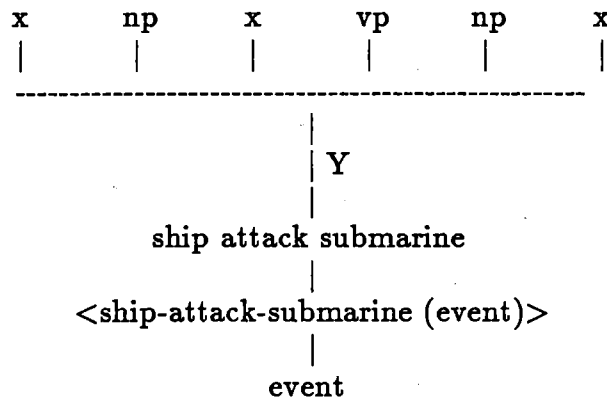 x np x vp np x
Y
ship attack submarine
<ship-attack-submarine (event)>
event